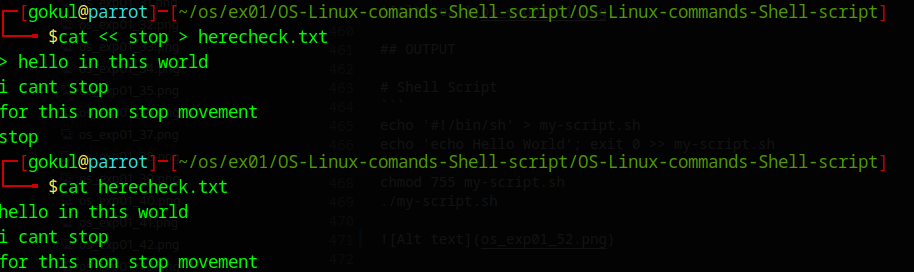 ┌─[gokul@parrot]─[~/os/ex01/OS-Linux-comands-Shell-script/OS-Linux-commands-Shell-script]
└──╼ $cat << stop > herecheck.txt
> hello in this world
i cant stop
for this non stop movement
stop
┌─[gokul@parrot]─[~/os/ex01/OS-Linux-comands-Shell-script/OS-Linux-commands-Shell-script]
└──╼ $cat herecheck.txt
hello in this world
i cant stop
for this non stop movement
460
461 ## OUTPUT
462
463 # Shell Script
464 ```
465 echo '#!/bin/sh' > my-script.sh
echo 'echo Hello World'; exit 0 >> my-script.sh
468 chmod 755 my-script.sh
469 ./my-script.sh
470
471 ![Alt text](os_exp01_52.png)
472
os_exp01_35.png
os_exp01_37.png
os_exp01_41.png
os_exp01_42.png